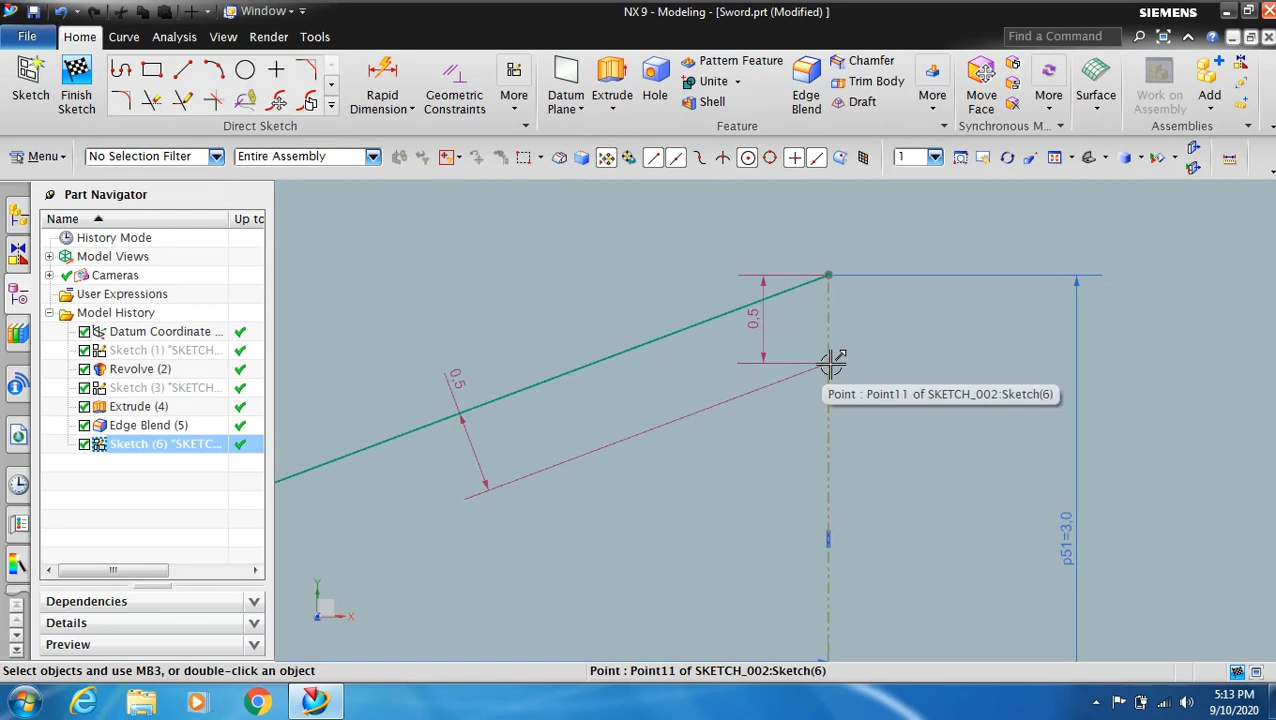 NX 9 - Modeling - [Sword.prt (Modified) ]
SIEMENS
Window
File
Home
Curve
Analysis
View
Render
Tools
Find a Command
Sketch
Finish Sketch
Rapid Dimension
Geometric Constraints
More
Datum Plane
Extrude
Hole
Pattern Feature
Unite
Shell
Edge Blend
Chamfer
Trim Body
Draft
More
Move Face
More
Surface
Work on Assembly
Add
Direct Sketch
Feature
Synchronous M...
Assemblies
Menu
No Selection Filter
Entire Assembly
1
Part Navigator
Name
Up to
History Mode
Model Views
Cameras
User Expressions
Model History
Datum Coordinate ...
Sketch (1) "SKETCH...
Revolve (2)
Sketch (3) "SKETCH...
Extrude (4)
Edge Blend (5)
Sketch (6) "SKETC...
Dependencies
Details
Preview
0,5
0,5
Point : Point11 of SKETCH_002:Sketch(6)
p51=3,0
Y
X
Select objects and use MB3, or double-click an object
Point : Point11 of SKETCH_002:Sketch(6)
5:13 PM
9/10/2020